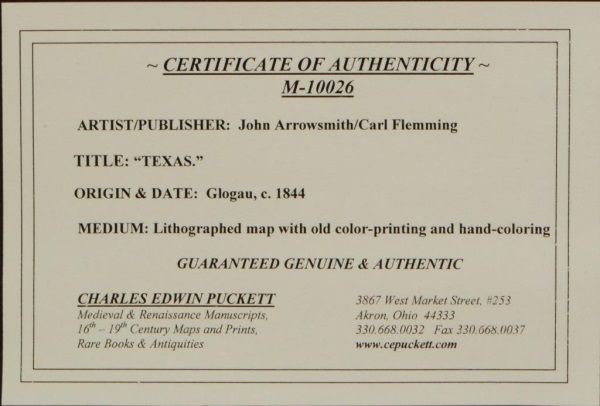 ~ CERTIFICATE OF AUTHENTICITY ~
M-10026
ARTIST/PUBLISHER: John Arrowsmith/Carl Flemming
TITLE: “TEXAS.”
ORIGIN & DATE: Glogau, c. 1844
MEDIUM: Lithographed map with old color-printing and hand-coloring
GUARANTEED GENUINE & AUTHENTIC
CHARLES EDWIN PUCKETT
Medieval & Renaissance Manuscripts,
16th – 19th Century Maps and Prints,
Rare Books & Antiquities
3867 West Market Street, #253
Akron, Ohio 44333
330.668.0032 Fax 330.668.0037
www.cepuckett.com